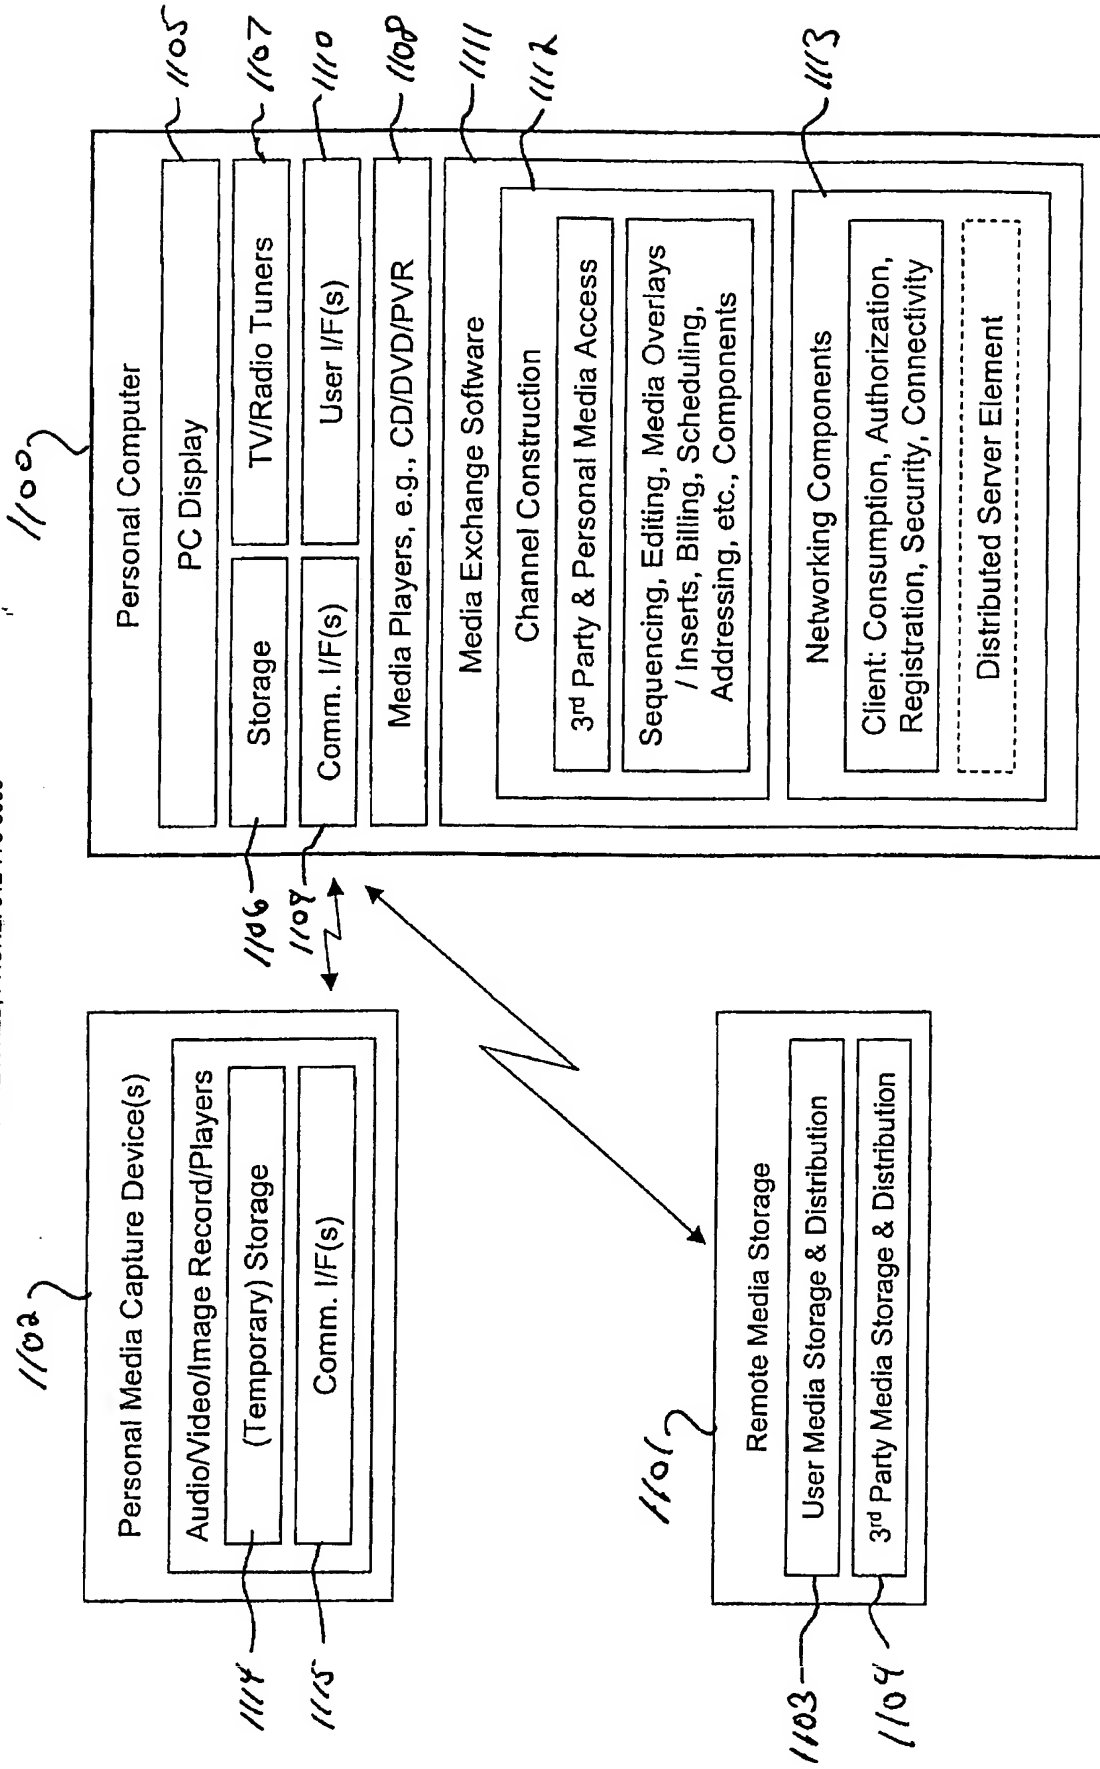 1100
Personal Computer
PC Display
1105
Storage
TV/Radio Tuners
1106
1107
Comm. I/F(s)
User I/F(s)
1109
1110
Media Players, e.g., CD/DVD/PVR
1108
Media Exchange Software
1111
Channel Construction
1112
3rd Party & Personal Media Access
Sequencing, Editing, Media Overlays
/ Inserts, Billing, Scheduling,
Addressing, etc., Components
Networking Components
1113
Client: Consumption, Authorization,
Registration, Security, Connectivity
Distributed Server Element
1102
Personal Media Capture Device(s)
Audio/Video/Image Record/Players
(Temporary) Storage
1114
Comm. I/F(s)
1115
1101
Remote Media Storage
User Media Storage & Distribution
1103
3rd Party Media Storage & Distribution
1104